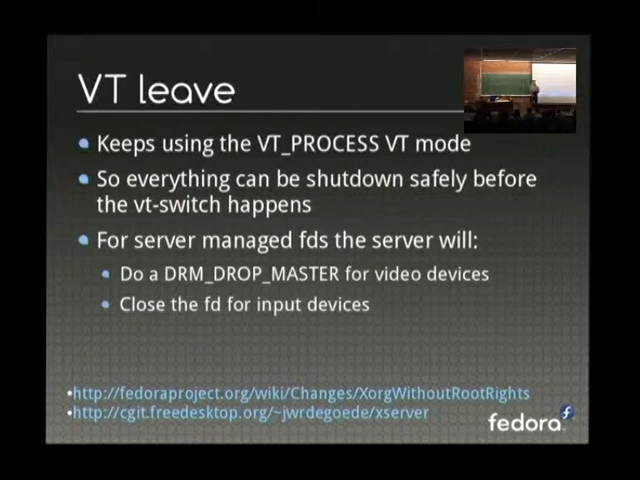 VT leave
Keeps using the VT_PROCESS VT mode
So everything can be shutdown safely before
the vt-switch happens
For server managed fds the server will:
Do a DRM_DROP_MASTER for video devices
Close the fd for input devices
•http://fedoraproject.org/wiki/Changes/XorgWithoutRootRights
•http://cgit.freedesktop.org/~jwrdegoede/xserver
fedora